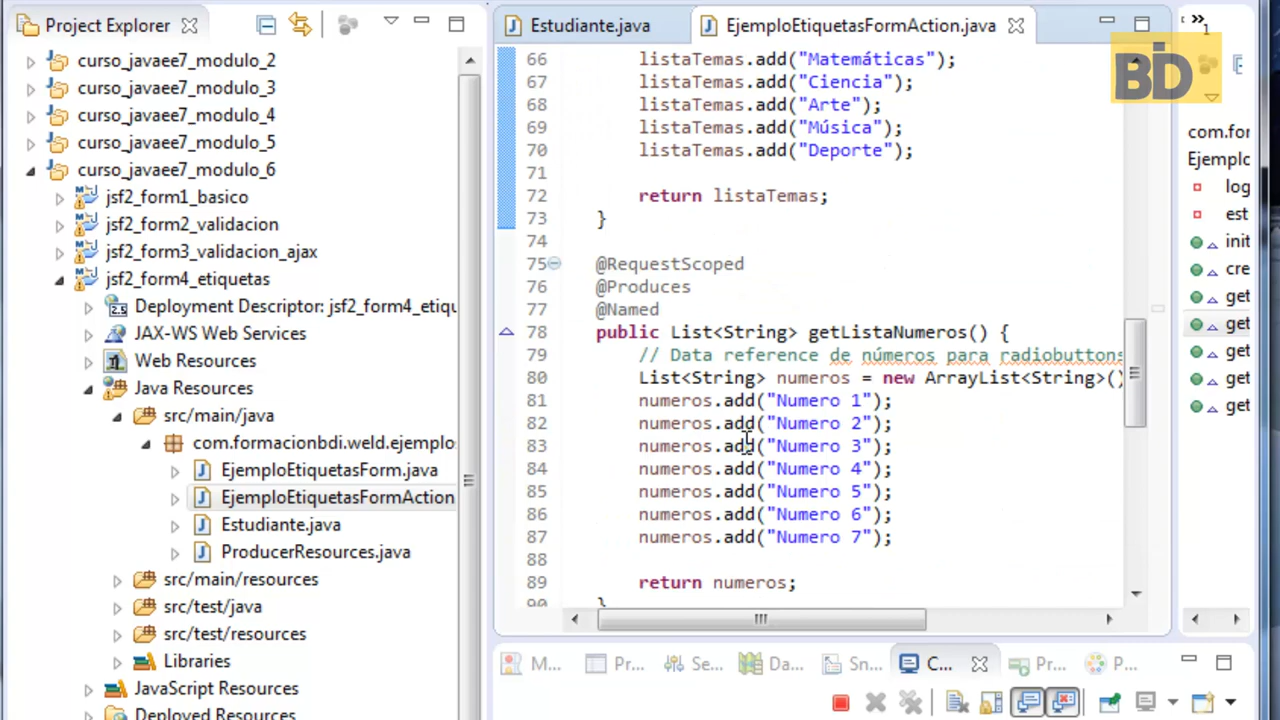 Project Explorer
curso_javaee7_modulo_2
curso_javaee7_modulo_3
curso_javaee7_modulo_4
curso_javaee7_modulo_5
curso_javaee7_modulo_6
jsf2_form1_basico
jsf2_form2_validacion
jsf2_form3_validacion_ajax
jsf2_form4_etiquetas
Deployment Descriptor: jsf2_form4_etiqu
JAX-WS Web Services
Web Resources
Java Resources
src/main/java
com.formacionbdi.weld.ejemplo
EjemploEtiquetasForm.java
EjemploEtiquetasFormAction
Estudiante.java
ProducerResources.java
src/main/resources
src/test/java
src/test/resources
Libraries
JavaScript Resources
Deployed Resources
Estudiante.java
EjemploEtiquetasFormAction.java
66 listaTemas.add("Matemáticas");
67 listaTemas.add("Ciencia");
68 listaTemas.add("Arte");
69 listaTemas.add("Música");
70 listaTemas.add("Deporte");
71
72 return listaTemas;
73 }
74
75 @RequestScoped
76 @Produces
77 @Named
78 public List<String> getListaNumeros() {
79 // Data reference de números para radiobuttons
80 List<String> numeros = new ArrayList<String>()
81 numeros.add("Numero 1");
82 numeros.add("Numero 2");
83 numeros.add("Numero 3");
84 numeros.add("Numero 4");
85 numeros.add("Numero 5");
86 numeros.add("Numero 6");
87 numeros.add("Numero 7");
88
89 return numeros;
90 }
»1
BD
com.for
Ejemplo
log
est
init
cre
get
get
get
get
get
M...
Pr...
Se...
Da...
Sn...
C...
Pr...
P...